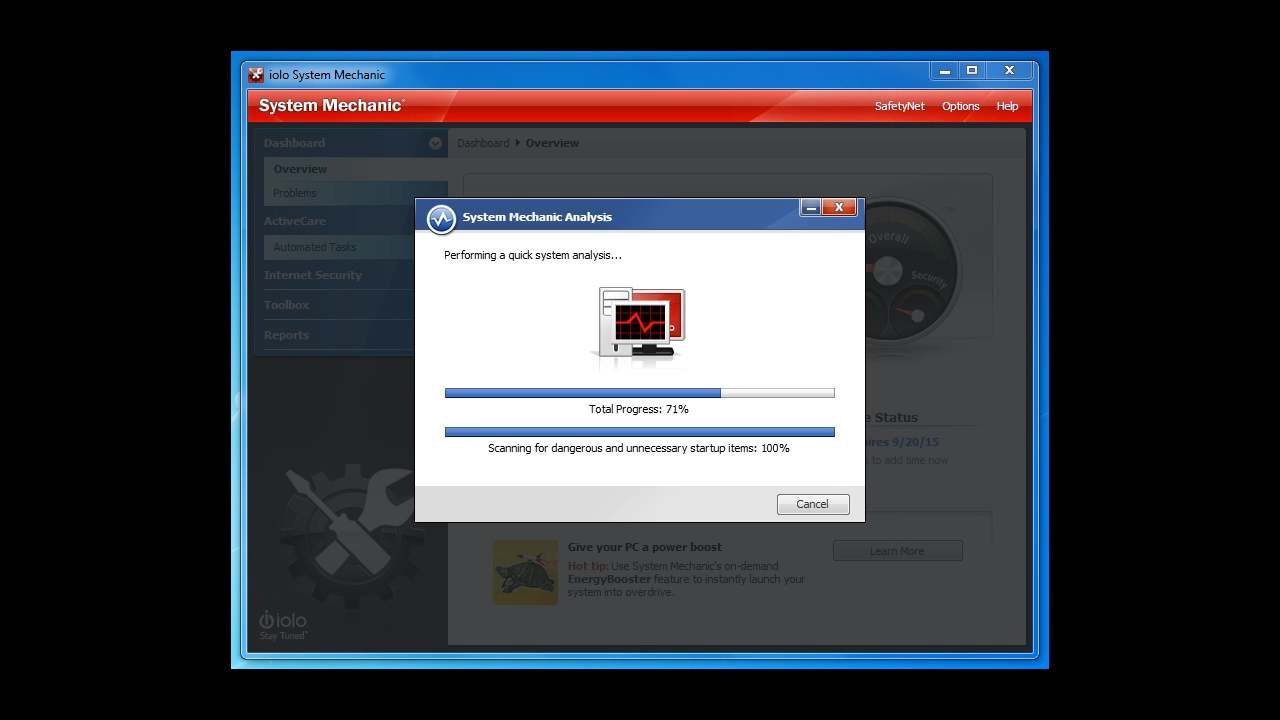 iolo System Mechanic
System Mechanic
SafetyNet Options Help
Dashboard
Overview
Problems
ActiveCare
Automated Tasks
Internet Security
Toolbox
Reports
iolo
Stay Tuned
Dashboard Overview
Overall
Security
TM
System Mechanic Analysis
Performing a quick system analysis...
Total Progress: 71%
Scanning for dangerous and unnecessary startup items: 100%
Cancel
Status
9/20/15
to add time now
Give your PC a power boost
Hot tip: Use System Mechanic's on-demand
EnergyBooster feature to instantly launch your
system into overdrive.
Learn More